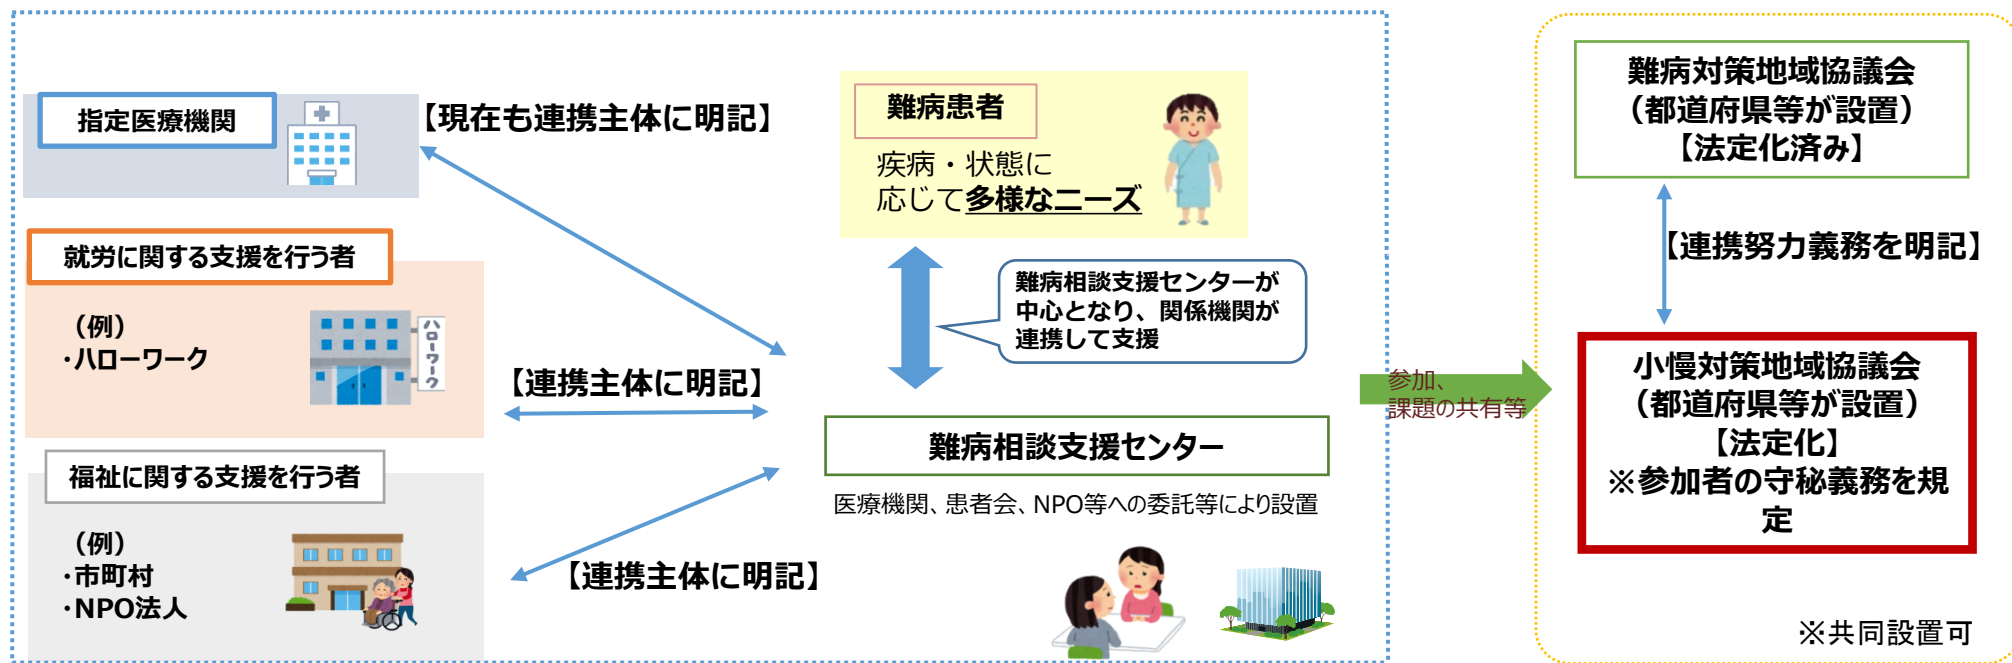 指定医療機関
【現在も連携主体に明記】
就労に関する支援を行う者
（例）
・ハローワーク
ハローワーク
【連携主体に明記】
福祉に関する支援を行う者
（例）
・市町村
・NPO法人
【連携主体に明記】
難病患者
疾病・状態に
応じて多様なニーズ
難病相談支援センターが
中心となり、関係機関が
連携して支援
難病相談支援センター
医療機関、患者会、NPO等への委託等により設置
参加、
課題の共有等
難病対策地域協議会
（都道府県等が設置）
【法定化済み】
【連携努力義務を明記】
小慢対策地域協議会
（都道府県等が設置）
【法定化】
※参加者の守秘義務を規
定
※共同設置可